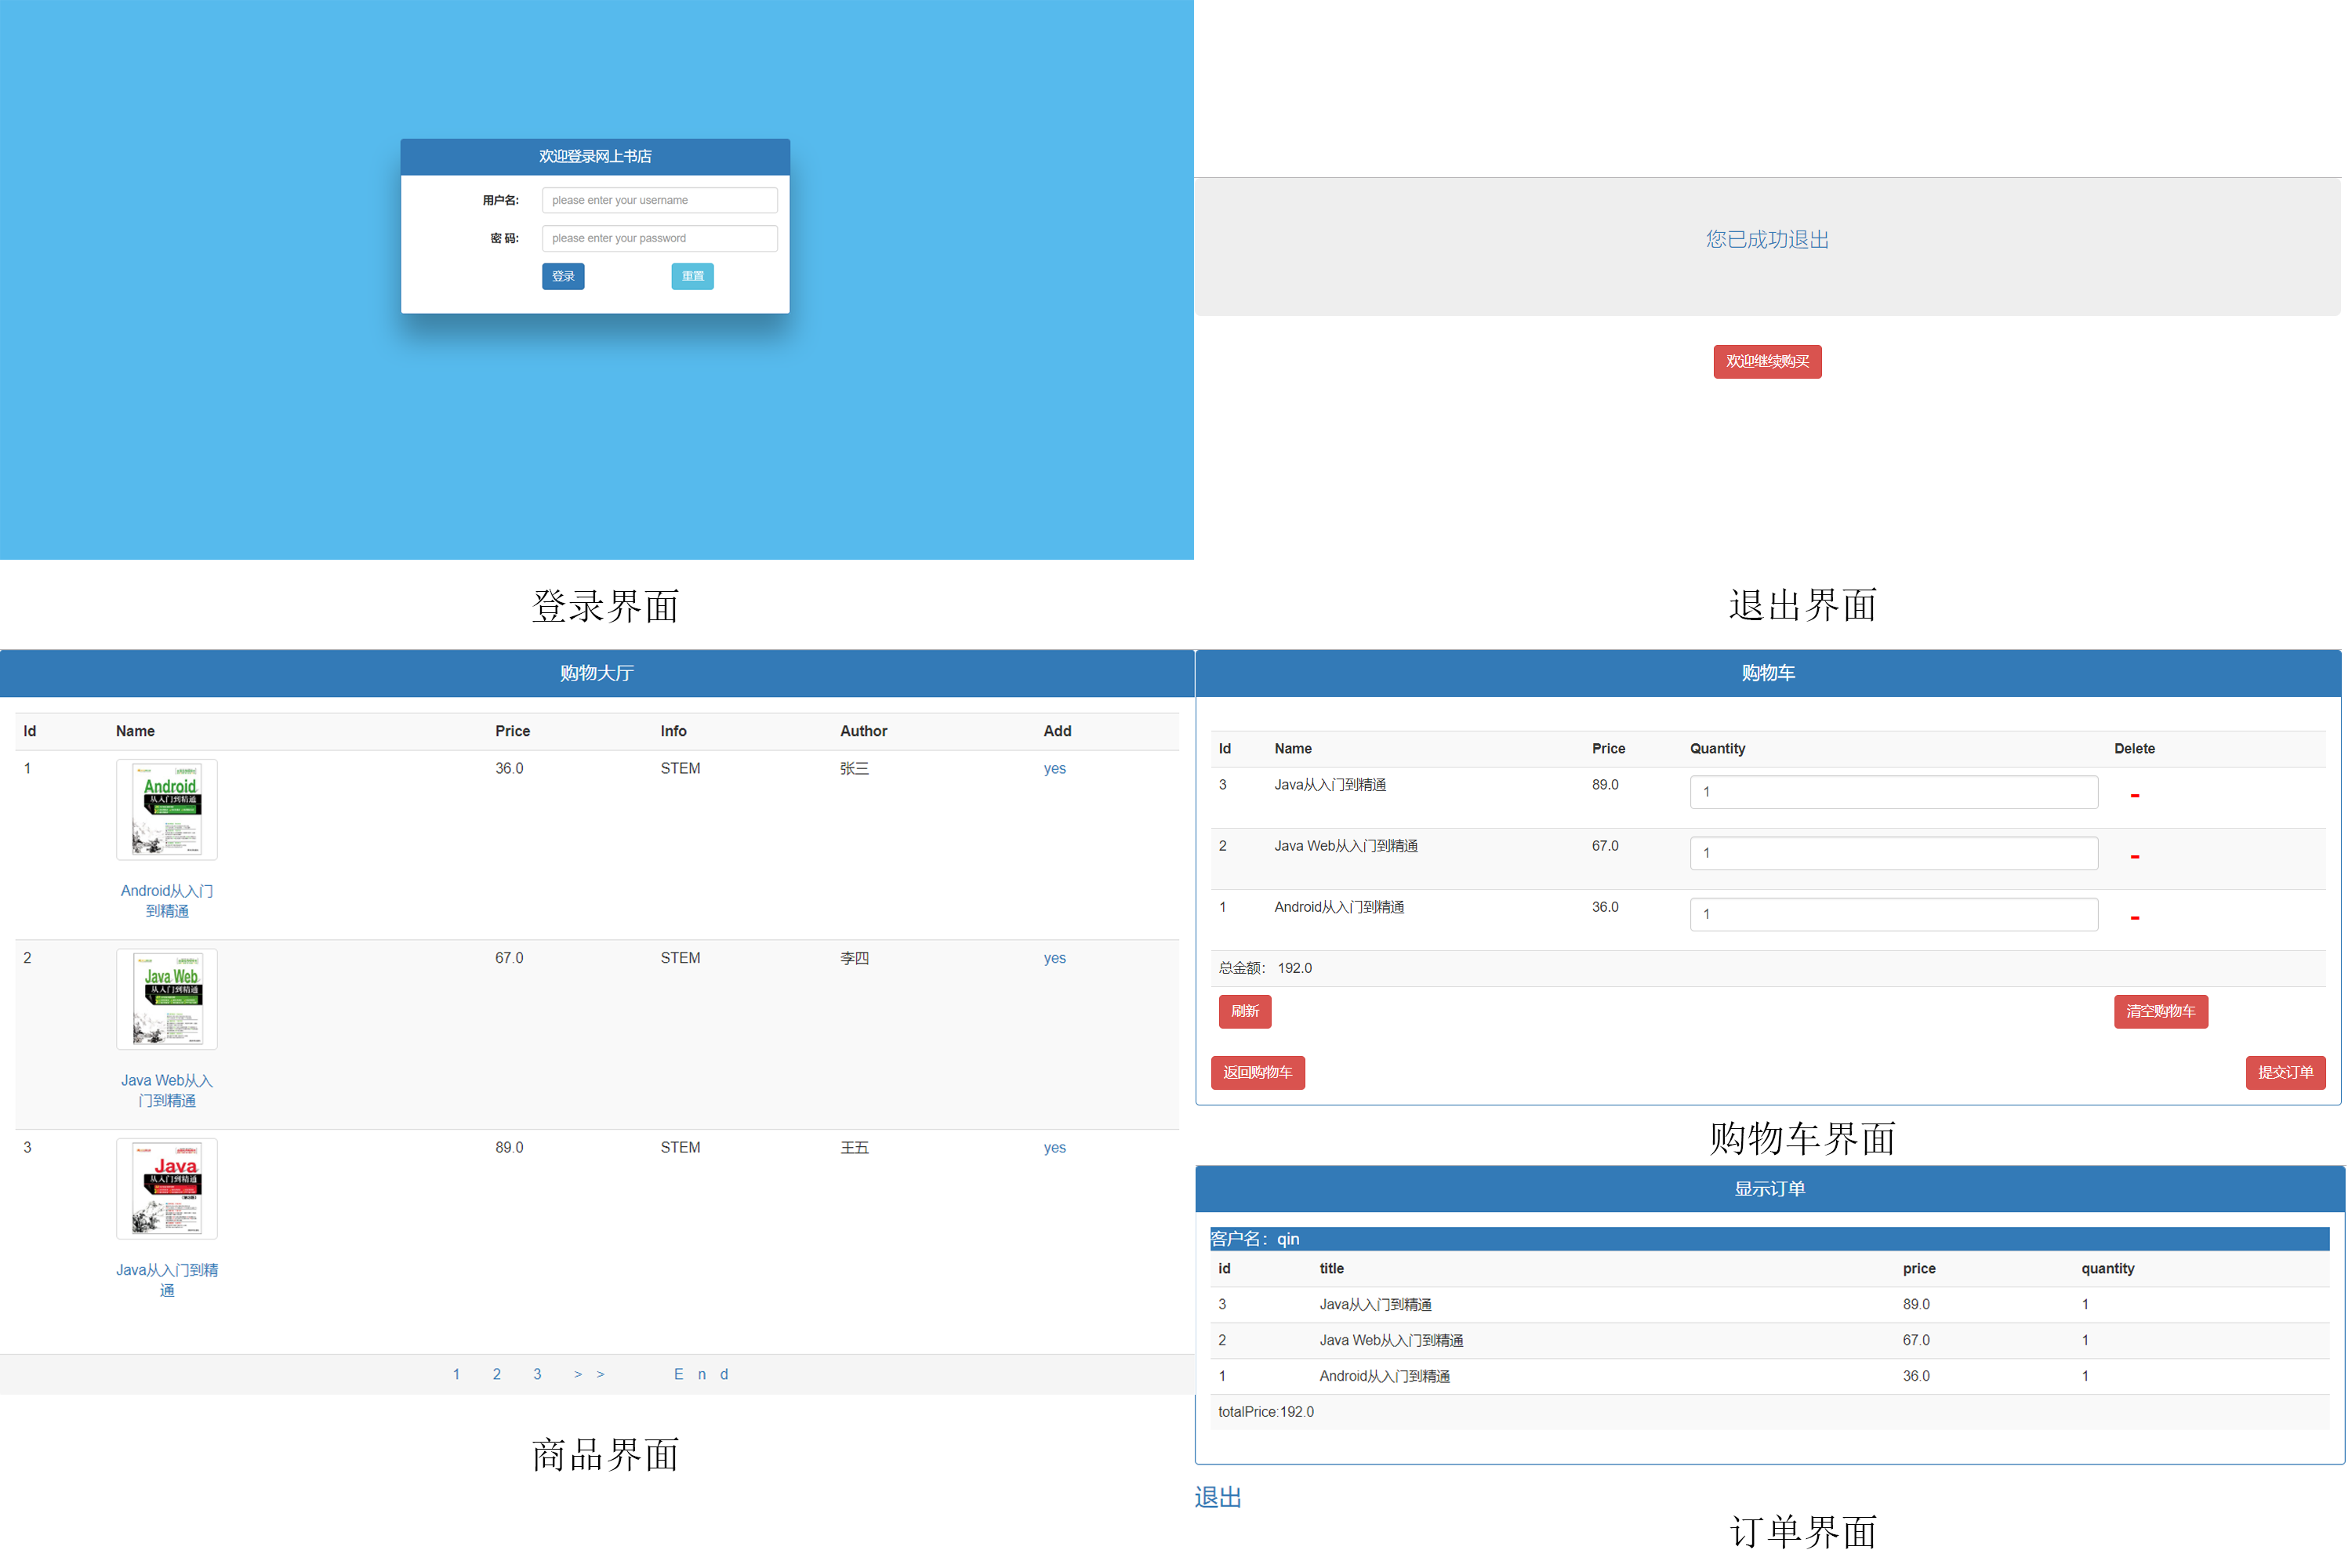 欢迎登录网上书店
用户名: please enter your username
密 码: please enter your password
登录 重置
登录界面
您已成功退出
欢迎继续购买
退出界面
购物大厅
Id Name Price Info Author Add
1 36.0 STEM 张三 yes
Android
从入门到精通
Android从入门
到精通
2 67.0 STEM 李四 yes
Java Web
从入门到精通
Java Web从入
门到精通
3 89.0 STEM 王五 yes
Java
从入门到精通
Java从入门到精
通
1 2 3 > > E n d
商品界面
购物车
Id Name Price Quantity Delete
3 Java从入门到精通 89.0 1 -
2 Java Web从入门到精通 67.0 1 -
1 Android从入门到精通 36.0 1 -
总金额： 192.0
刷新 清空购物车
返回购物车 提交订单
购物车界面
显示订单
客户名：qin
id title price quantity
3 Java从入门到精通 89.0 1
2 Java Web从入门到精通 67.0 1
1 Android从入门到精通 36.0 1
totalPrice:192.0
退出
订单界面